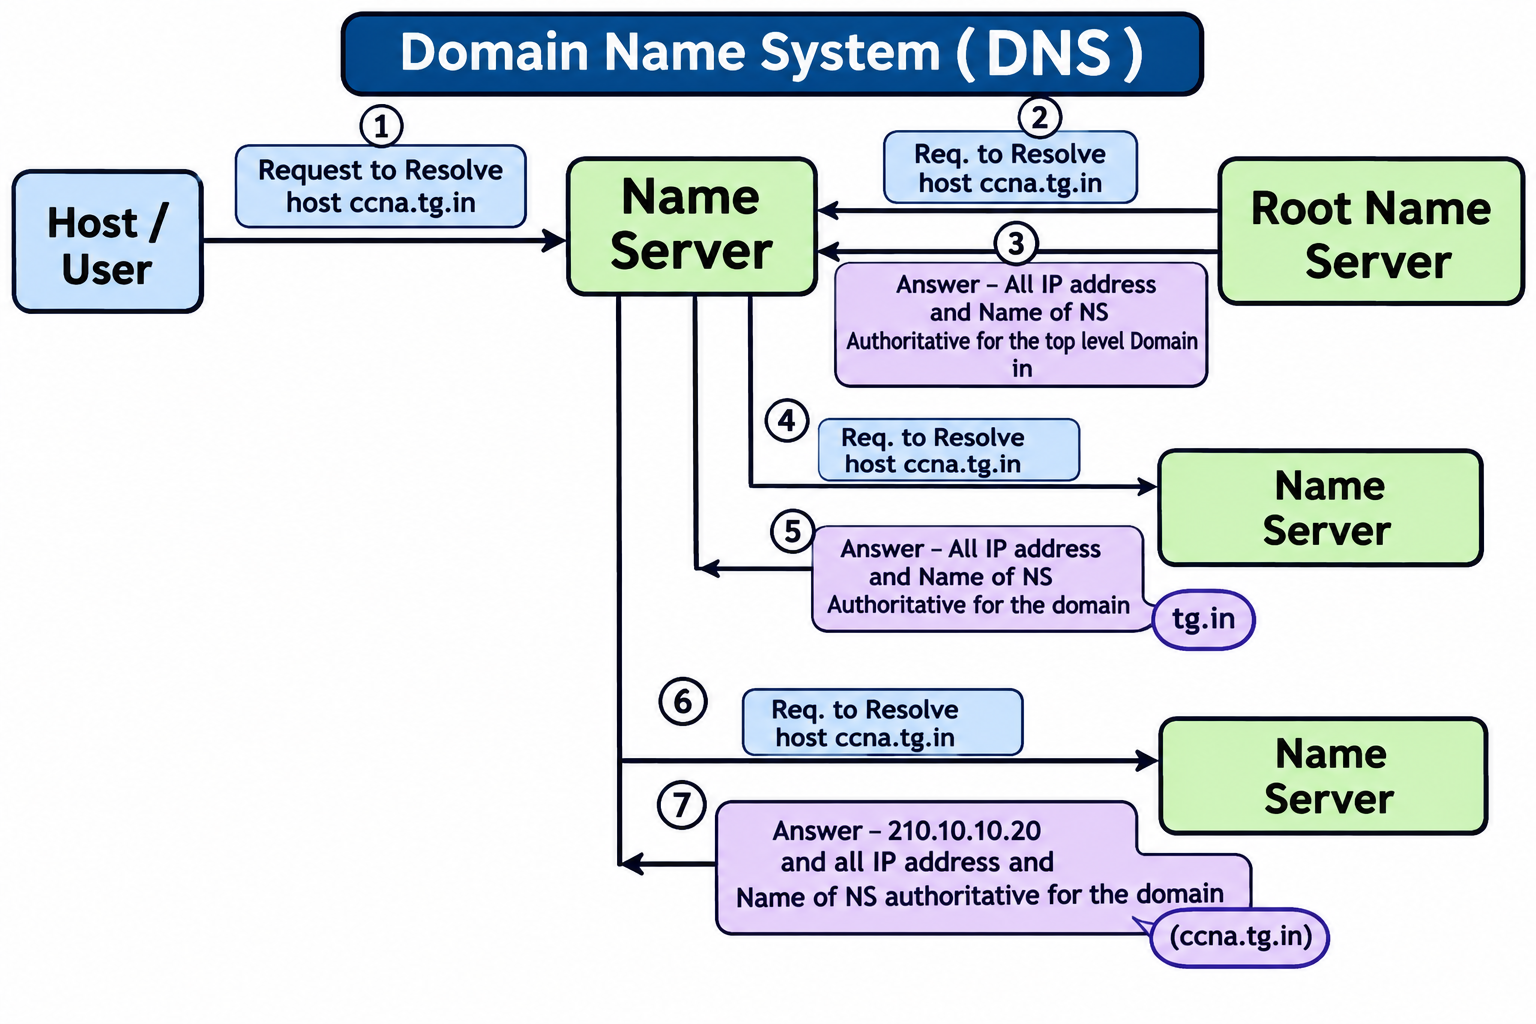 Domain Name System (DNS)
1
Request to Resolve
host ccna.tg.in
2
Req. to Resolve
host ccna.tg.in
Host /
User
Name
Server
Root Name
Server
3
Answer – All IP address
and Name of NS
Authoritative for the top level Domain
in
4
Req. to Resolve
host ccna.tg.in
Name
Server
5
Answer – All IP address
and Name of NS
Authoritative for the domain
tg.in
6
Req. to Resolve
host ccna.tg.in
Name
Server
7
Answer – 210.10.10.20
and all IP address and
Name of NS authoritative for the domain
(ccna.tg.in)